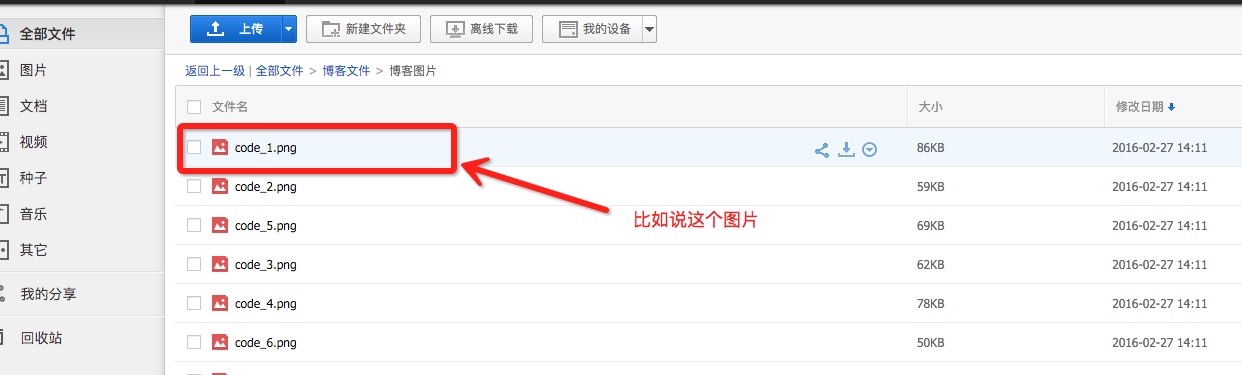 全部文件
图片
文档
视频
种子
音乐
其它
我的分享
回收站
上传 新建文件夹 离线下载 我的设备
返回上一级 | 全部文件 > 博客文件 > 博客图片
文件名 大小 修改日期
code_1.png 86KB 2016-02-27 14:11
code_2.png 59KB 2016-02-27 14:11
比如说这个图片
code_5.png 69KB 2016-02-27 14:11
code_3.png 62KB 2016-02-27 14:11
code_4.png 78KB 2016-02-27 14:11
code_6.png 50KB 2016-02-27 14:11